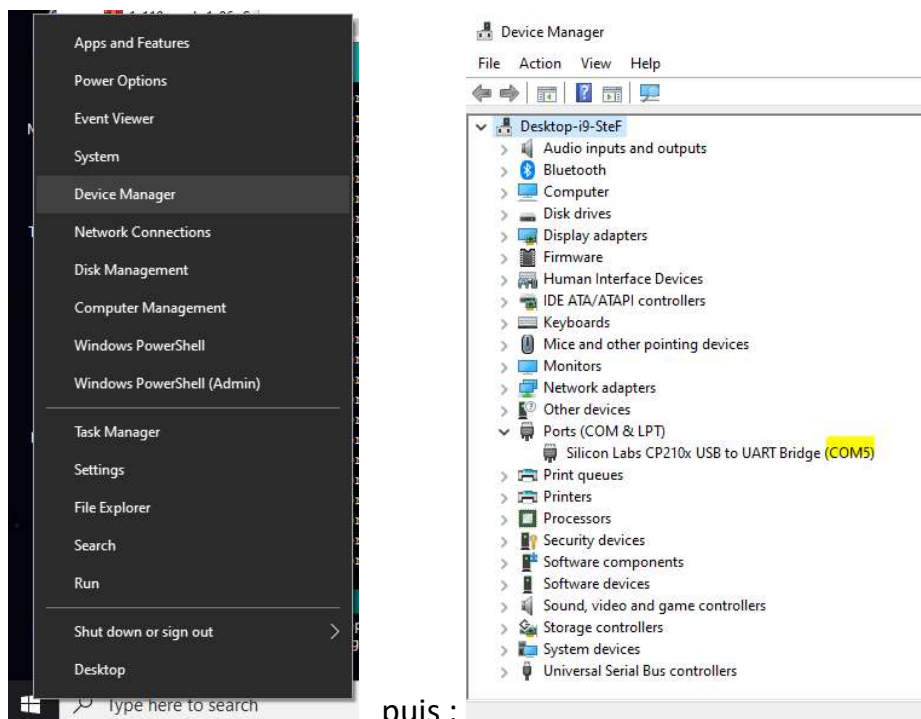 Apps and Features
Power Options
Event Viewer
System
Device Manager
Network Connections
Disk Management
Computer Management
Windows PowerShell
Windows PowerShell (Admin)
Task Manager
Settings
File Explorer
Search
Run
Shut down or sign out
Desktop
Type here to search
puis :
Device Manager
File Action View Help
Desktop-i9-SteF
Audio inputs and outputs
Bluetooth
Computer
Disk drives
Display adapters
Firmware
Human Interface Devices
IDE ATA/ATAPI controllers
Keyboards
Mice and other pointing devices
Monitors
Network adapters
Other devices
Ports (COM & LPT)
Silicon Labs CP210x USB to UART Bridge (COM5)
Print queues
Printers
Processors
Security devices
Software components
Software devices
Sound, video and game controllers
Storage controllers
System devices
Universal Serial Bus controllers